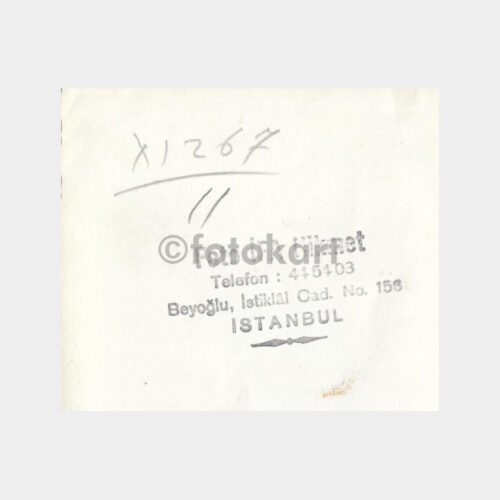 X1267
11
©fotokart
Telefon : 445403
Beyoğlu, İstiklâl Cad. No. 156
İSTANBUL